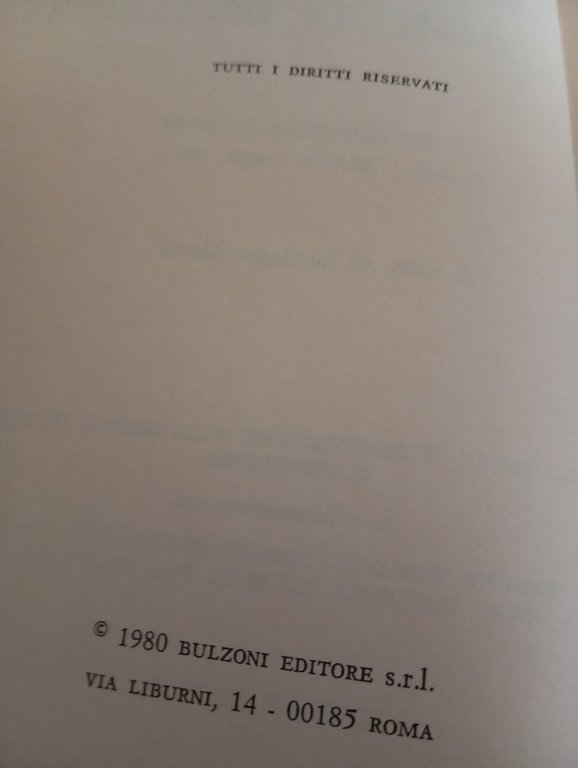 TUTTI I DIRITTI RISERVATI
© 1980 BULZONI EDITORE s.r.l.
VIA LIBURNI, 14 - 00185 ROMA